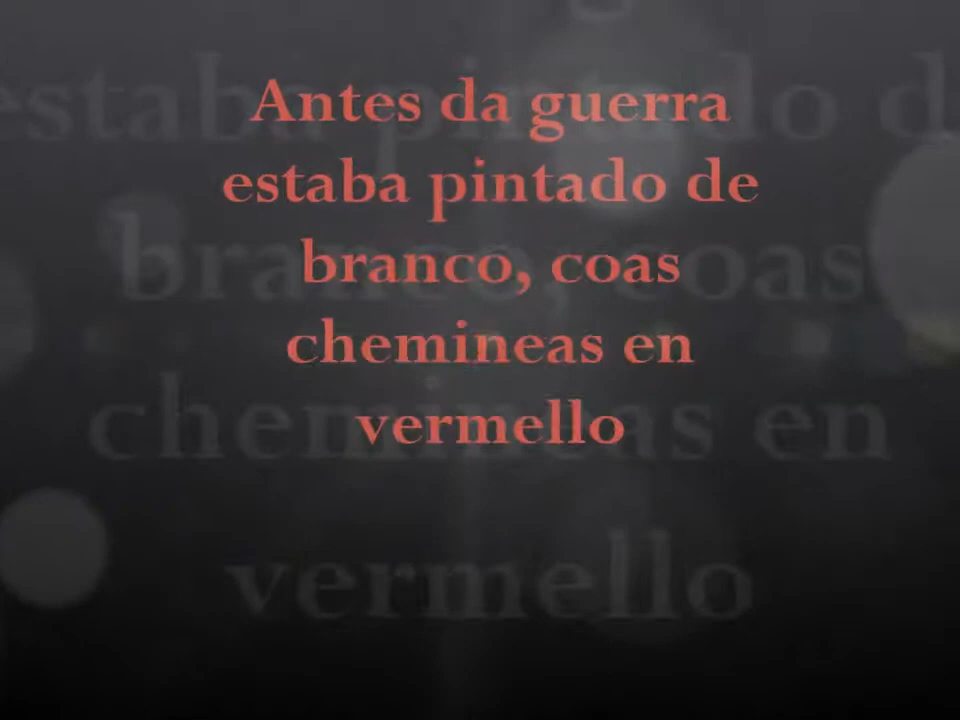 Antes da guerra
estaba pintado de
branco, coas
chemineas en
vermello